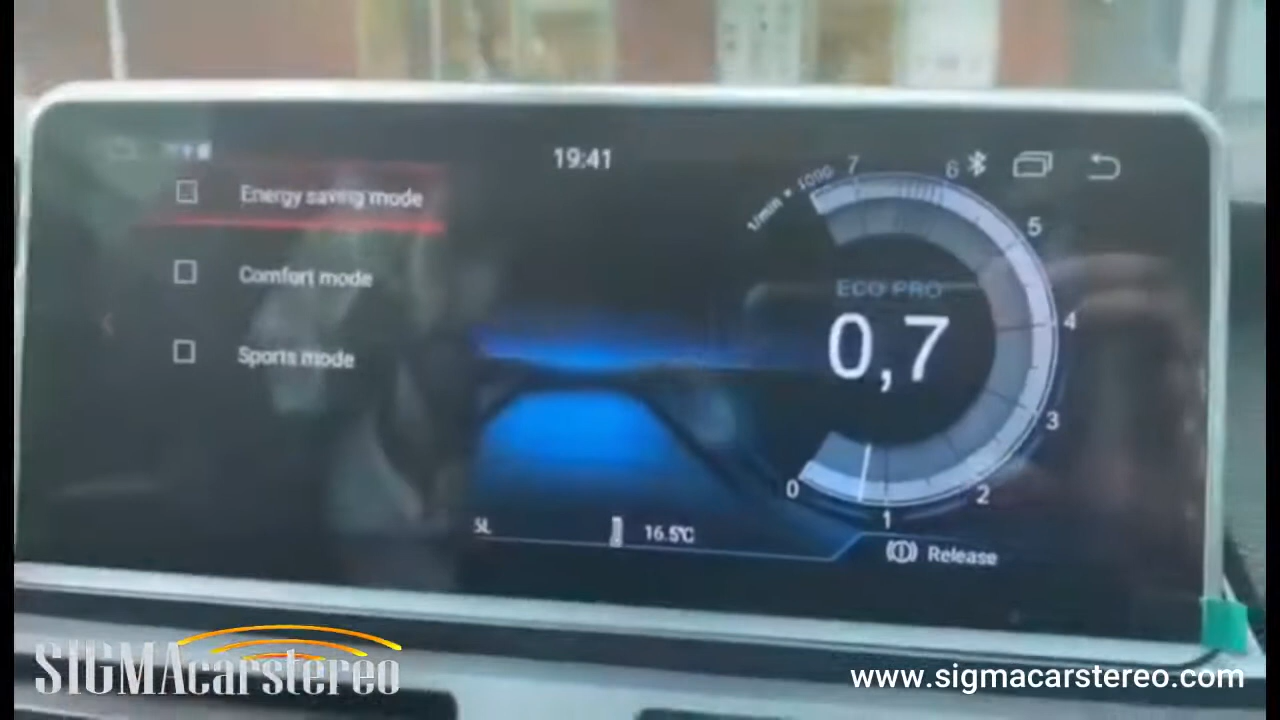 19:41
Energy saving mode
Comfort mode
Sports mode
1/min * 1000
7
6
5
4
3
2
1
0
ECO PRO
0,7
5L
16.5°C
Release
SIGMAcarstereo
www.sigmacarstereo.com